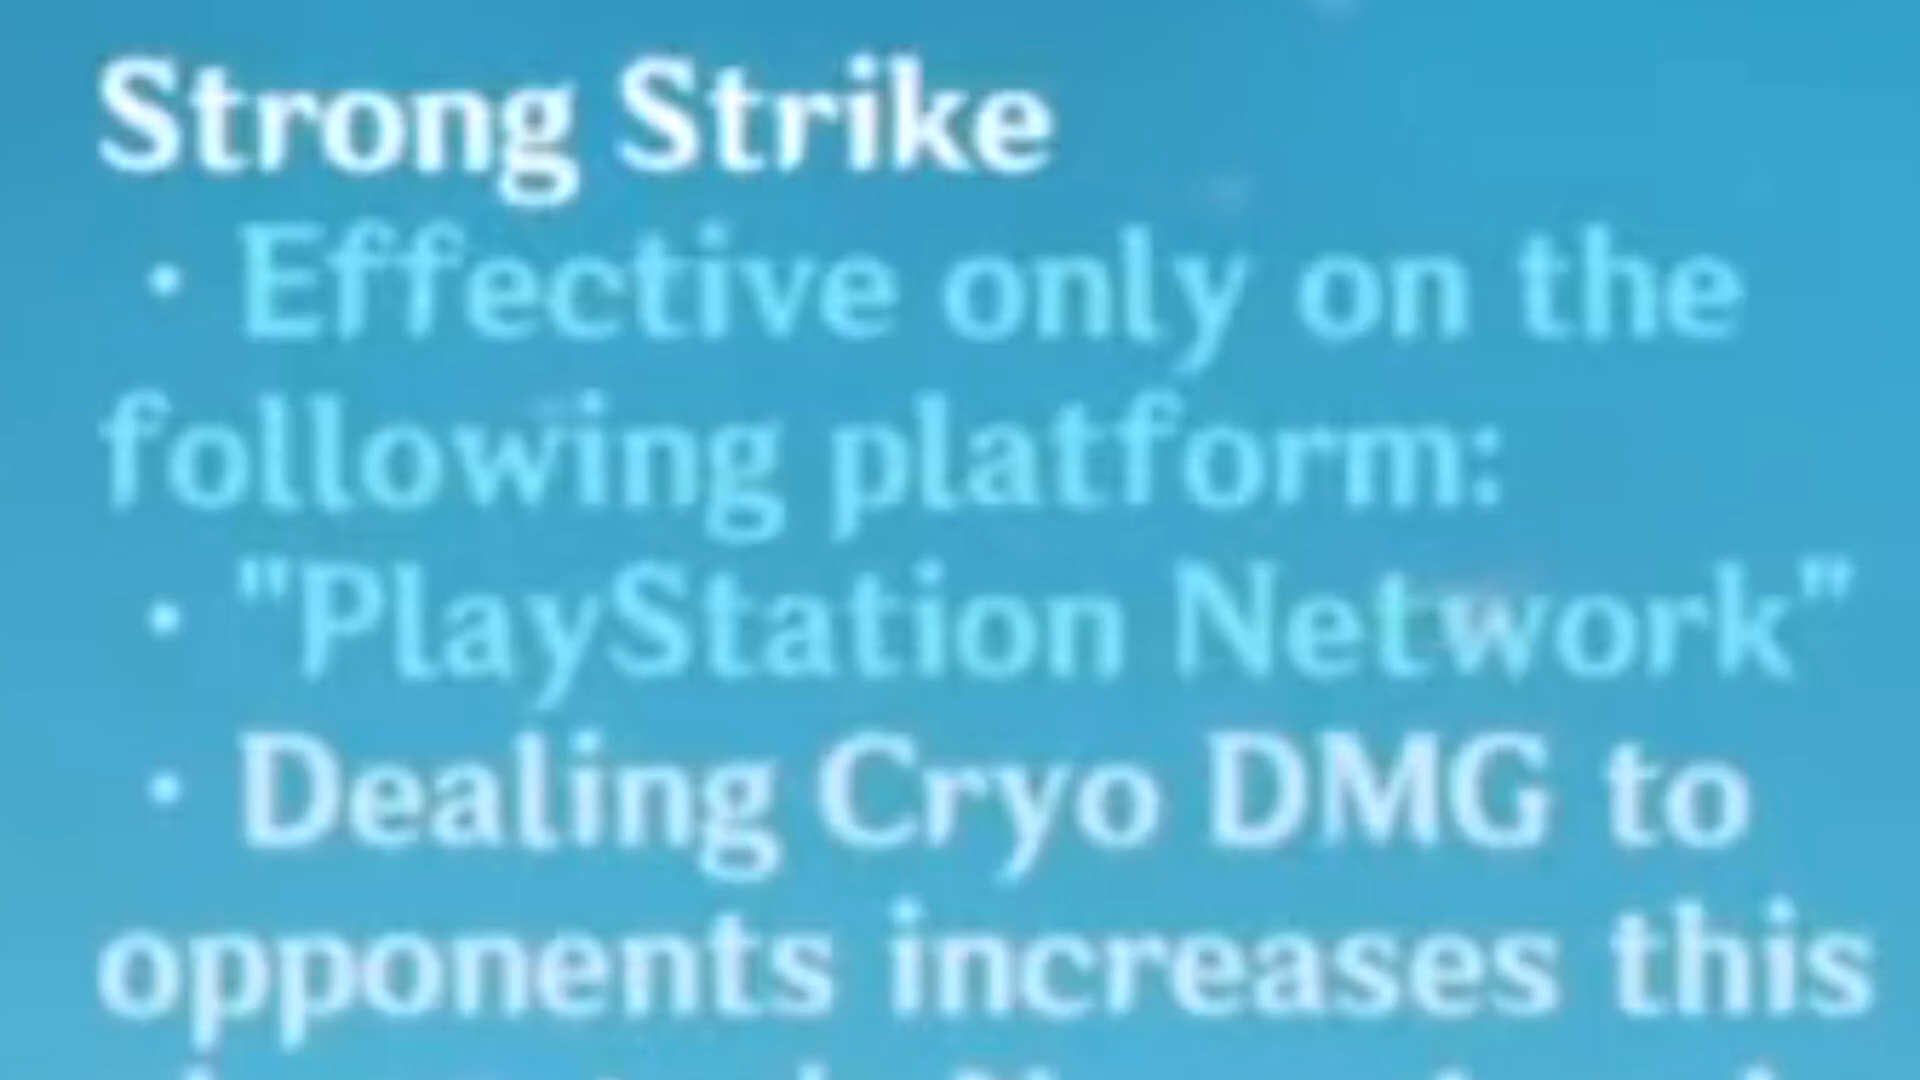 Strong Strike
· Effective only on the
following platform:
· "PlayStation Network"
· Dealing Cryo DMG to
opponents increases this